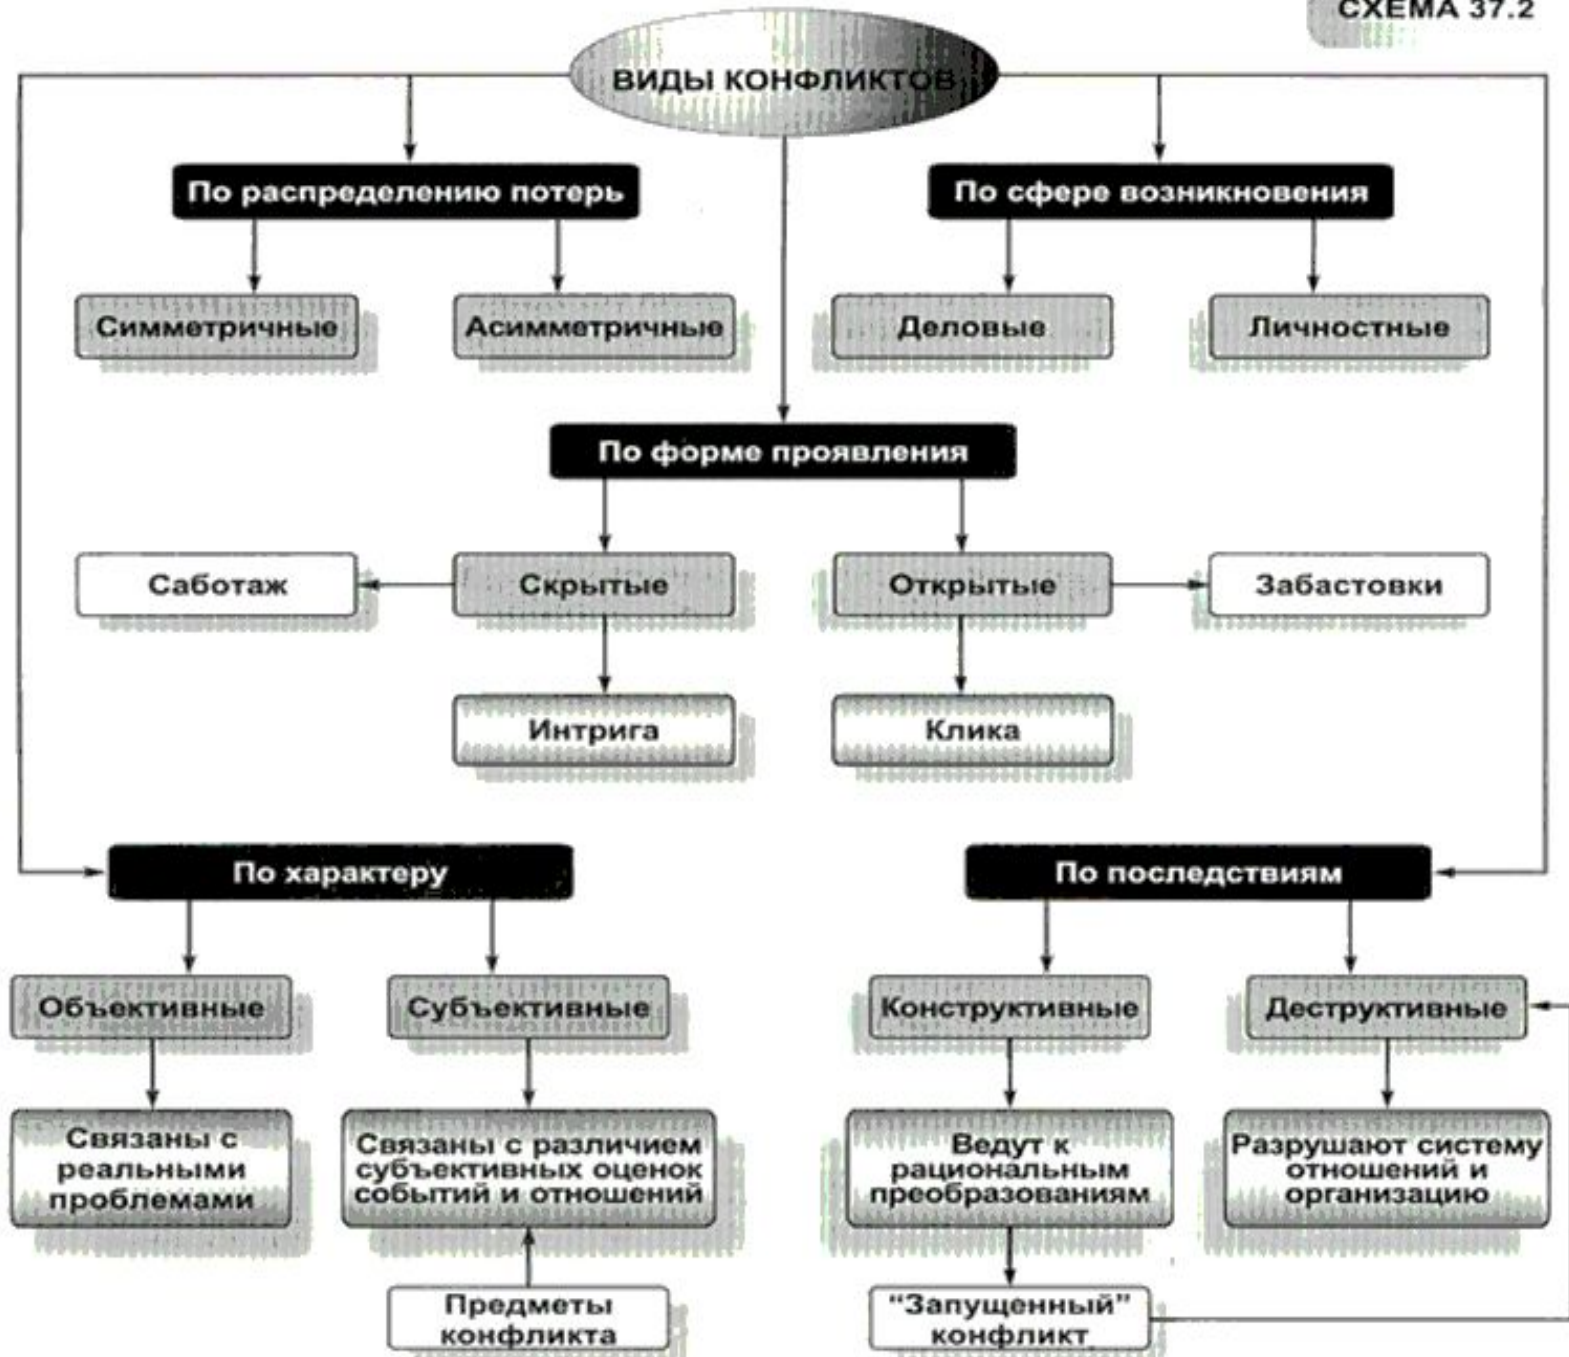 СХЕМА 37.2
ВИДЫ КОНФЛИКТОВ
По распределению потерь
По сфере возникновения
Симметричные
Асимметричные
Деловые
Личностные
По форме проявления
Саботаж
Скрытые
Открытые
Забастовки
Интрига
Клика
По характеру
По последствиям
Объективные
Субъективные
Конструктивные
Деструктивные
Связаны с
реальными
проблемами
Связаны с различием
субъективных оценок
событий и отношений
Ведут к
рациональным
преобразованиям
Разрушают систему
отношений и
организацию
Предметы
конфликта
“Запущенный”
конфликт